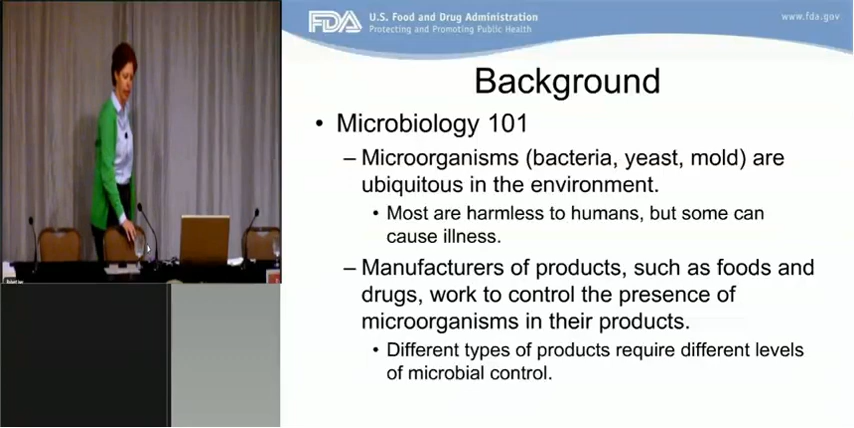 FDA U.S. Food and Drug Administration
Protecting and Promoting Public Health
www.fda.gov
Background
• Microbiology 101
– Microorganisms (bacteria, yeast, mold) are
ubiquitous in the environment.
• Most are harmless to humans, but some can
cause illness.
– Manufacturers of products, such as foods and
drugs, work to control the presence of
microorganisms in their products.
• Different types of products require different levels
of microbial control.